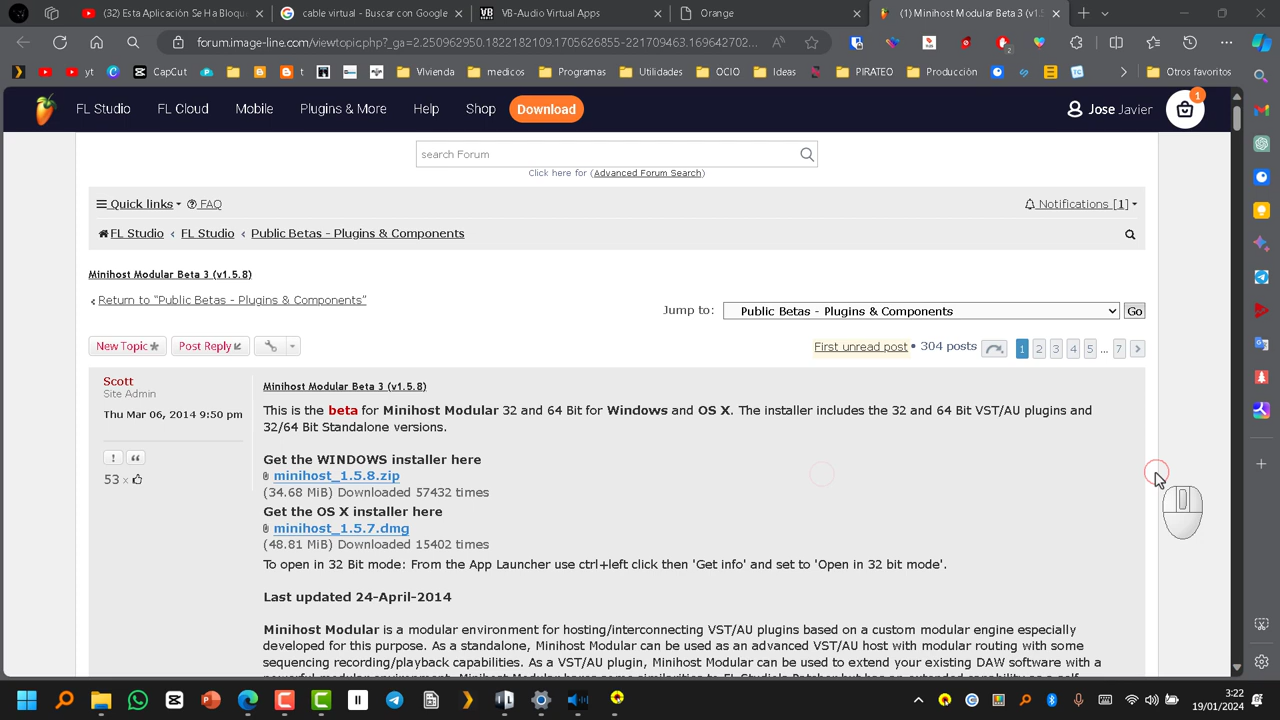 (32) Esta Aplicación Se Ha Bloqu
cable virtual - Buscar con Google
VB-Audio Virtual Apps
Orange
(1) Minihost Modular Beta 3 (v1.5.8)
forum.image-line.com/viewtopic.php?_ga=2.250962950.1822182109.1705626855-221709463.169642702...
yt
CapCut
t
VIvienda
medicos
Programas
Utilidades
OCIO
Ideas
PIRATEO
Producción
Otros favoritos
FL Studio
FL Cloud
Mobile
Plugins & More
Help
Shop
Download
Jose Javier
1
search Forum
Click here for (Advanced Forum Search)
Quick links
FAQ
Notifications [1]
FL Studio ‹ FL Studio ‹ Public Betas - Plugins & Components
Minihost Modular Beta 3 (v1.5.8)
Return to "Public Betas - Plugins & Components"
Jump to: Public Betas - Plugins & Components Go
New Topic
Post Reply
First unread post • 304 posts 1 2 3 4 5 ... 7
Scott
Site Admin
Thu Mar 06, 2014 9:50 pm
53 x
Minihost Modular Beta 3 (v1.5.8)
This is the beta for Minihost Modular 32 and 64 Bit for Windows and OS X. The installer includes the 32 and 64 Bit VST/AU plugins and
32/64 Bit Standalone versions.
Get the WINDOWS installer here
minihost_1.5.8.zip
(34.68 MiB) Downloaded 57432 times
Get the OS X installer here
minihost_1.5.7.dmg
(48.81 MiB) Downloaded 15402 times
To open in 32 Bit mode: From the App Launcher use ctrl+left click then 'Get info' and set to 'Open in 32 bit mode'.
Last updated 24-April-2014
Minihost Modular is a modular environment for hosting/interconnecting VST/AU plugins based on a custom modular engine especially
developed for this purpose. As a standalone, Minihost Modular can be used as an advanced VST/AU host with modular routing with some
sequencing recording/playback capabilities. As a VST/AU plugin, Minihost Modular can be used to extend your existing DAW software with a
3:22
19/01/2024